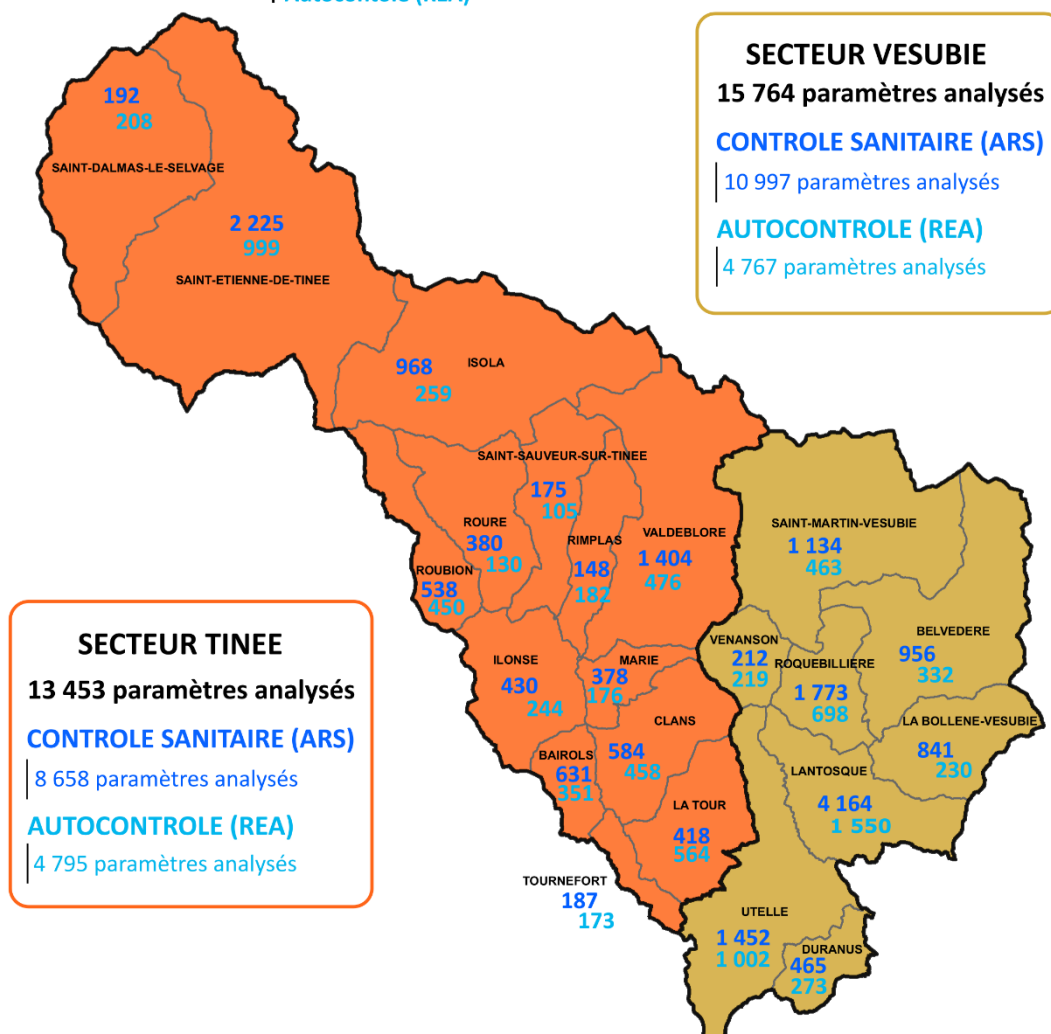 SECTEUR VESUBIE
15 764 paramètres analysés
CONTROLE SANITAIRE (ARS)
10 997 paramètres analysés
AUTOCONTROLE (REA)
4 767 paramètres analysés
192
208
SAINT-DALMAS-LE-SELVAGE
2 225
999
SAINT-ETIENNE-DE-TINEE
ISOLA
968
259
SAINT-SAUVEUR-SUR-TINEE
175
105
ROURE
380
130
RIMPLAS
148
182
VALDEBLORE
1 404
476
ROUBION
538
450
SAINT-MARTIN-VESUBIE
1 134
463
VENANSON
212
219
ROQUEBILLIERE
1 773
698
BELVEDERE
956
332
LA BOLLENE-VESUBIE
841
230
LANTOSQUE
4 164
1 550
ILONSE
430
244
MARIE
378
176
CLANS
584
458
BAIROLS
631
351
LA TOUR
418
564
TOURNEFORT
187
173
UTELLE
1 452
1 002
DURANUS
465
273
SECTEUR TINEE
13 453 paramètres analysés
CONTROLE SANITAIRE (ARS)
8 658 paramètres analysés
AUTOCONTROLE (REA)
4 795 paramètres analysés